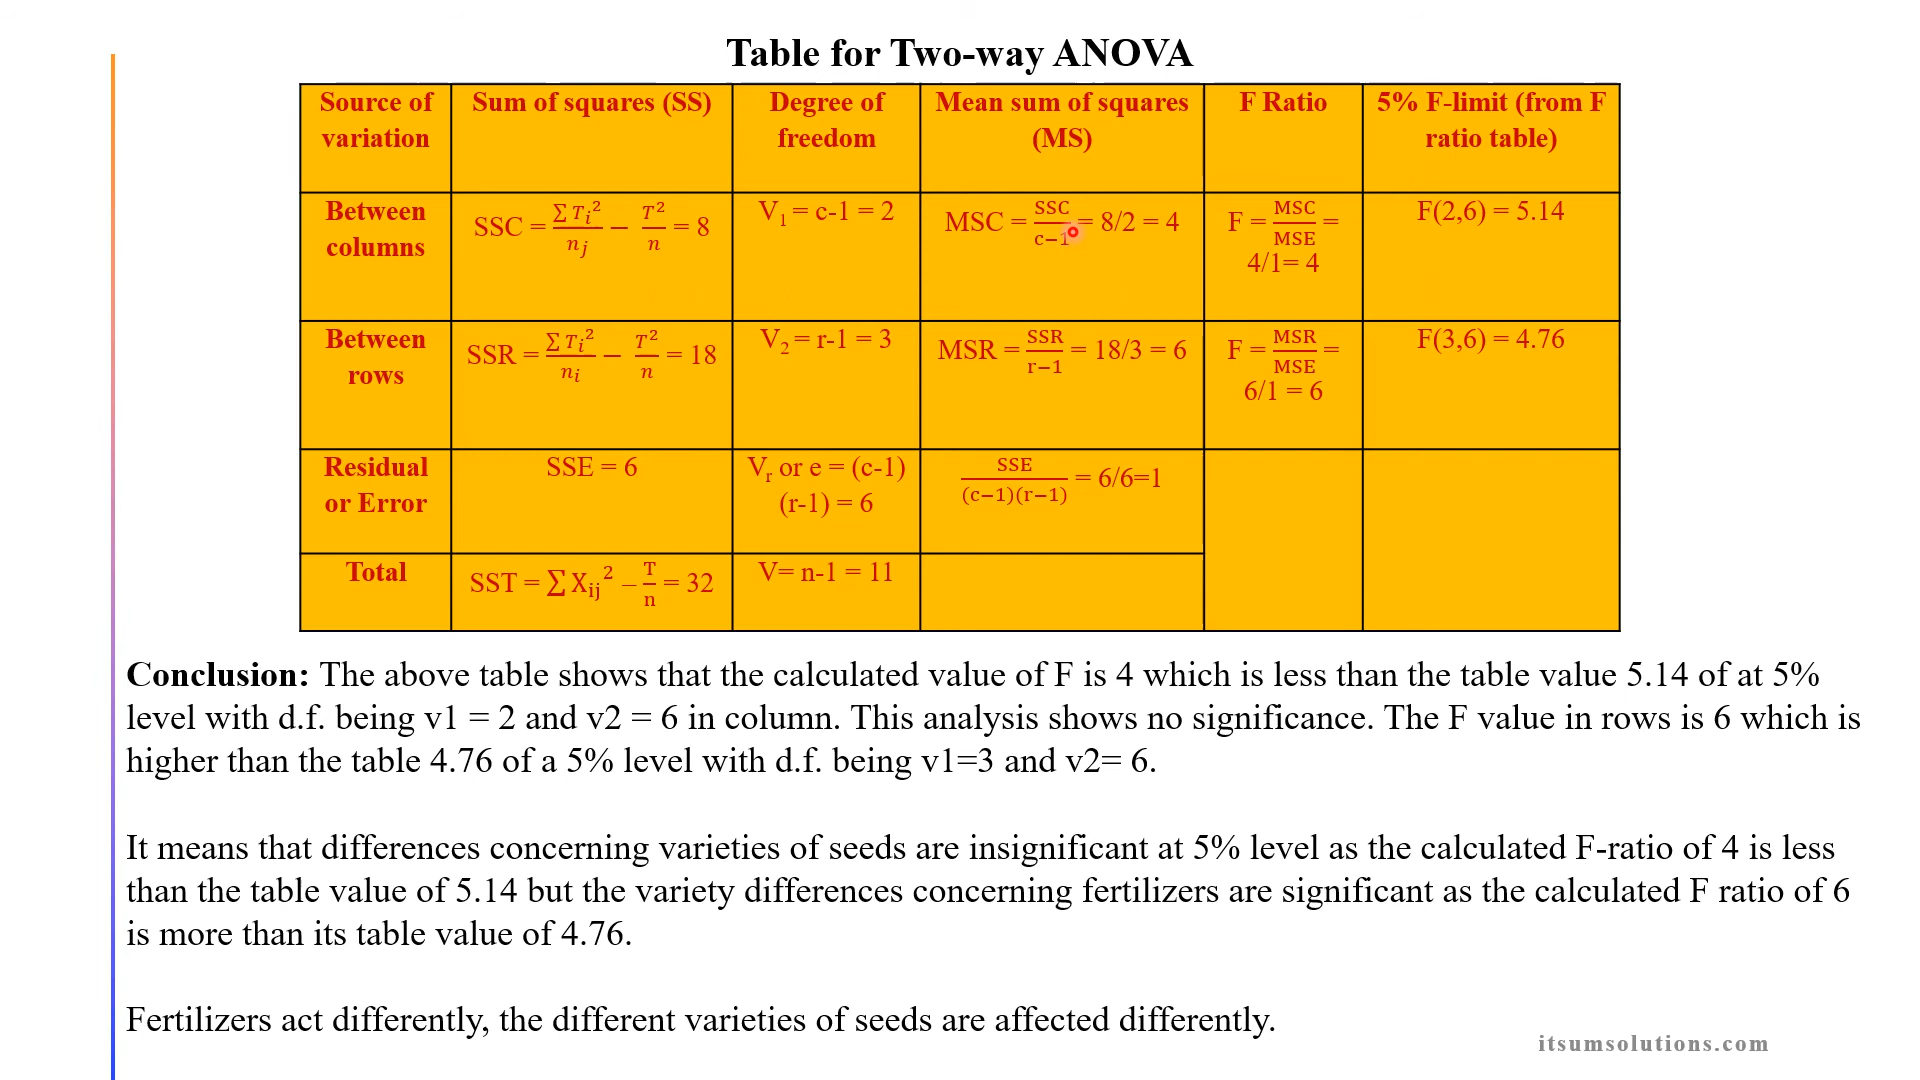 Table for Two-way ANOVA
Source of variation | Sum of squares (SS) | Degree of freedom | Mean sum of squares (MS) | F Ratio | 5% F-limit (from F ratio table)
Between columns | SSC = ∑ Tᵢ²/nⱼ − T²/n = 8 | V₁ = c-1 = 2 | MSC = SSC/c−1 = 8/2 = 4 | F = MSC/MSE = 4/1= 4 | F(2,6) = 5.14
Between rows | SSR = ∑ Tᵢ²/nᵢ − T²/n = 18 | V₂ = r-1 = 3 | MSR = SSR/r−1 = 18/3 = 6 | F = MSR/MSE = 6/1 = 6 | F(3,6) = 4.76
Residual or Error | SSE = 6 | Vᵣ or e = (c-1) (r-1) = 6 | SSE/(c−1)(r−1) = 6/6=1
Total | SST = ∑ Xᵢⱼ² − T/n = 32 | V= n-1 = 11
Conclusion: The above table shows that the calculated value of F is 4 which is less than the table value 5.14 of at 5%
level with d.f. being v1 = 2 and v2 = 6 in column. This analysis shows no significance. The F value in rows is 6 which is
higher than the table 4.76 of a 5% level with d.f. being v1=3 and v2= 6.
It means that differences concerning varieties of seeds are insignificant at 5% level as the calculated F-ratio of 4 is less
than the table value of 5.14 but the variety differences concerning fertilizers are significant as the calculated F ratio of 6
is more than its table value of 4.76.
Fertilizers act differently, the different varieties of seeds are affected differently.
itsumsolutions.com